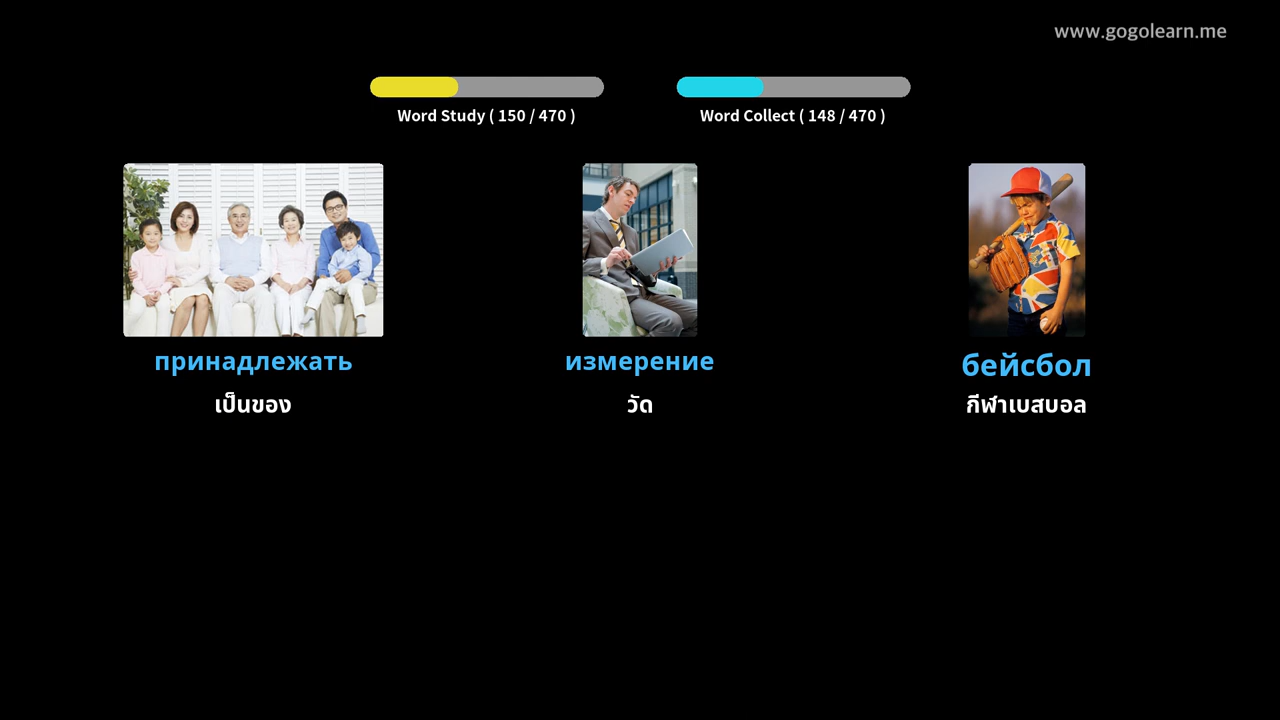 www.gogolearn.me
Word Study ( 150 / 470 )
Word Collect ( 148 / 470 )
принадлежать
измерение
бейсбол
เป็นของ
วัด
กีฬาเบสบอล